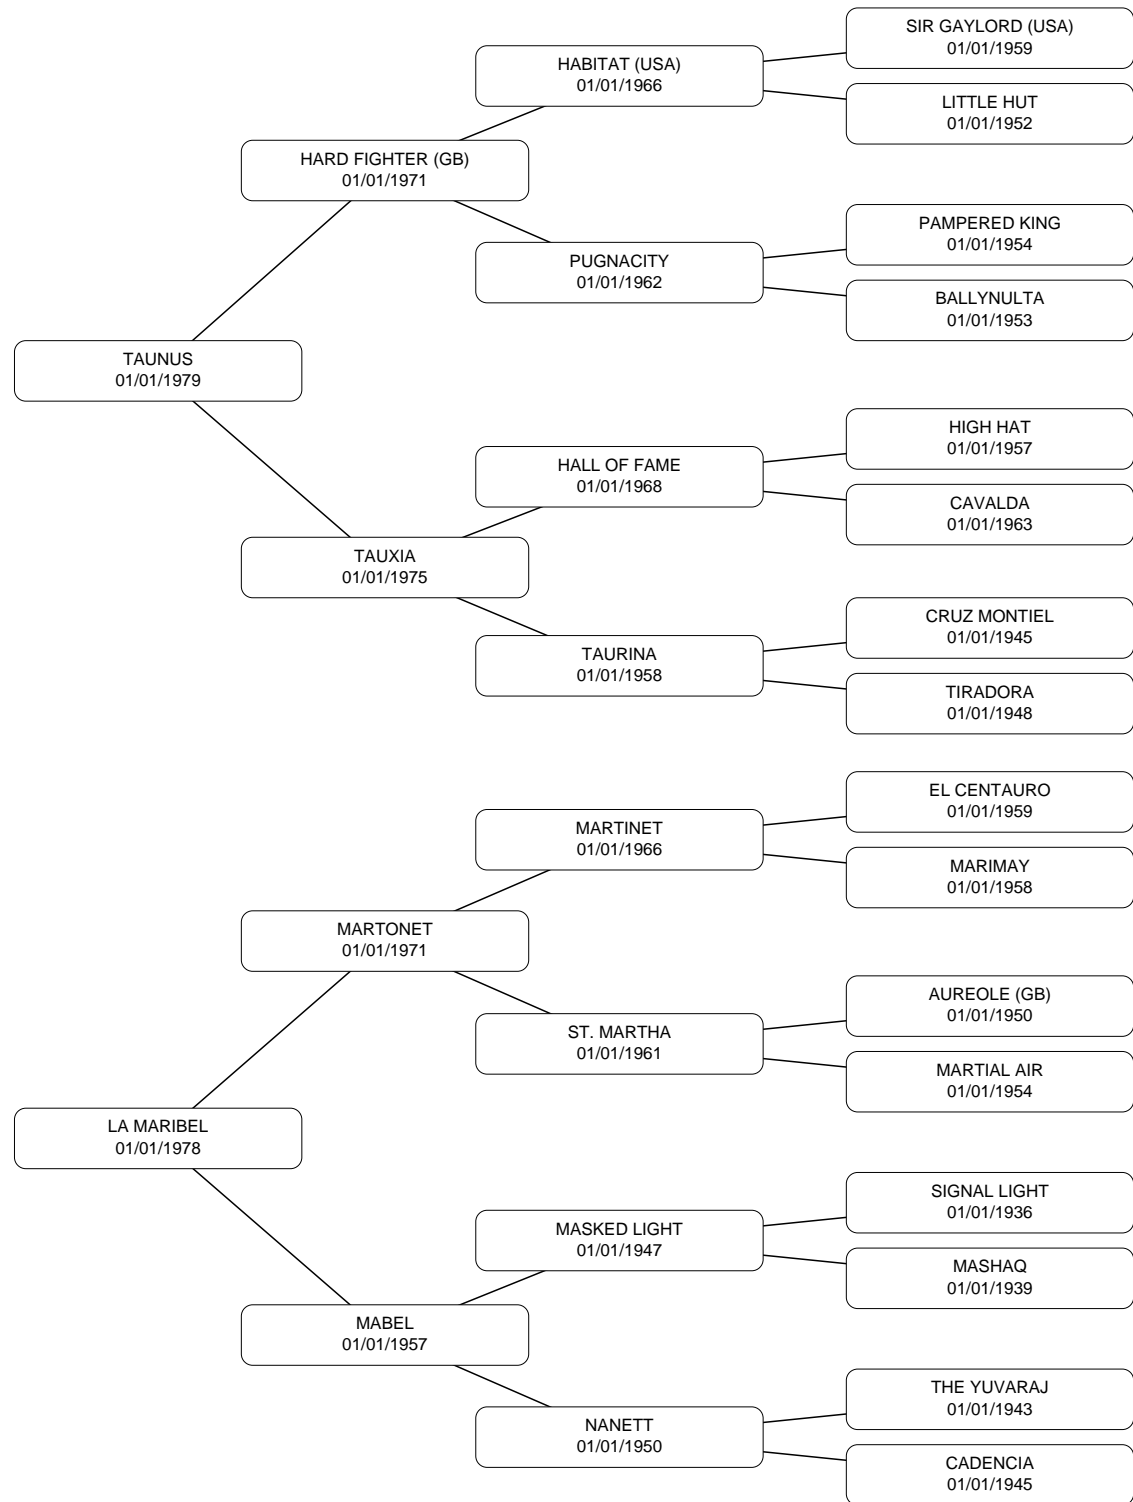 SIR GAYLORD (USA)
01/01/1959
HABITAT (USA)
01/01/1966
LITTLE HUT
01/01/1952
HARD FIGHTER (GB)
01/01/1971
PAMPERED KING
01/01/1954
PUGNACITY
01/01/1962
BALLYNULTA
01/01/1953
TAUNUS
01/01/1979
HIGH HAT
01/01/1957
HALL OF FAME
01/01/1968
CAVALDA
01/01/1963
TAUXIA
01/01/1975
CRUZ MONTIEL
01/01/1945
TAURINA
01/01/1958
TIRADORA
01/01/1948
EL CENTAURO
01/01/1959
MARTINET
01/01/1966
MARIMAY
01/01/1958
MARTONET
01/01/1971
AUREOLE (GB)
01/01/1950
ST. MARTHA
01/01/1961
MARTIAL AIR
01/01/1954
LA MARIBEL
01/01/1978
SIGNAL LIGHT
01/01/1936
MASKED LIGHT
01/01/1947
MASHAQ
01/01/1939
MABEL
01/01/1957
THE YUVARAJ
01/01/1943
NANETT
01/01/1950
CADENCIA
01/01/1945